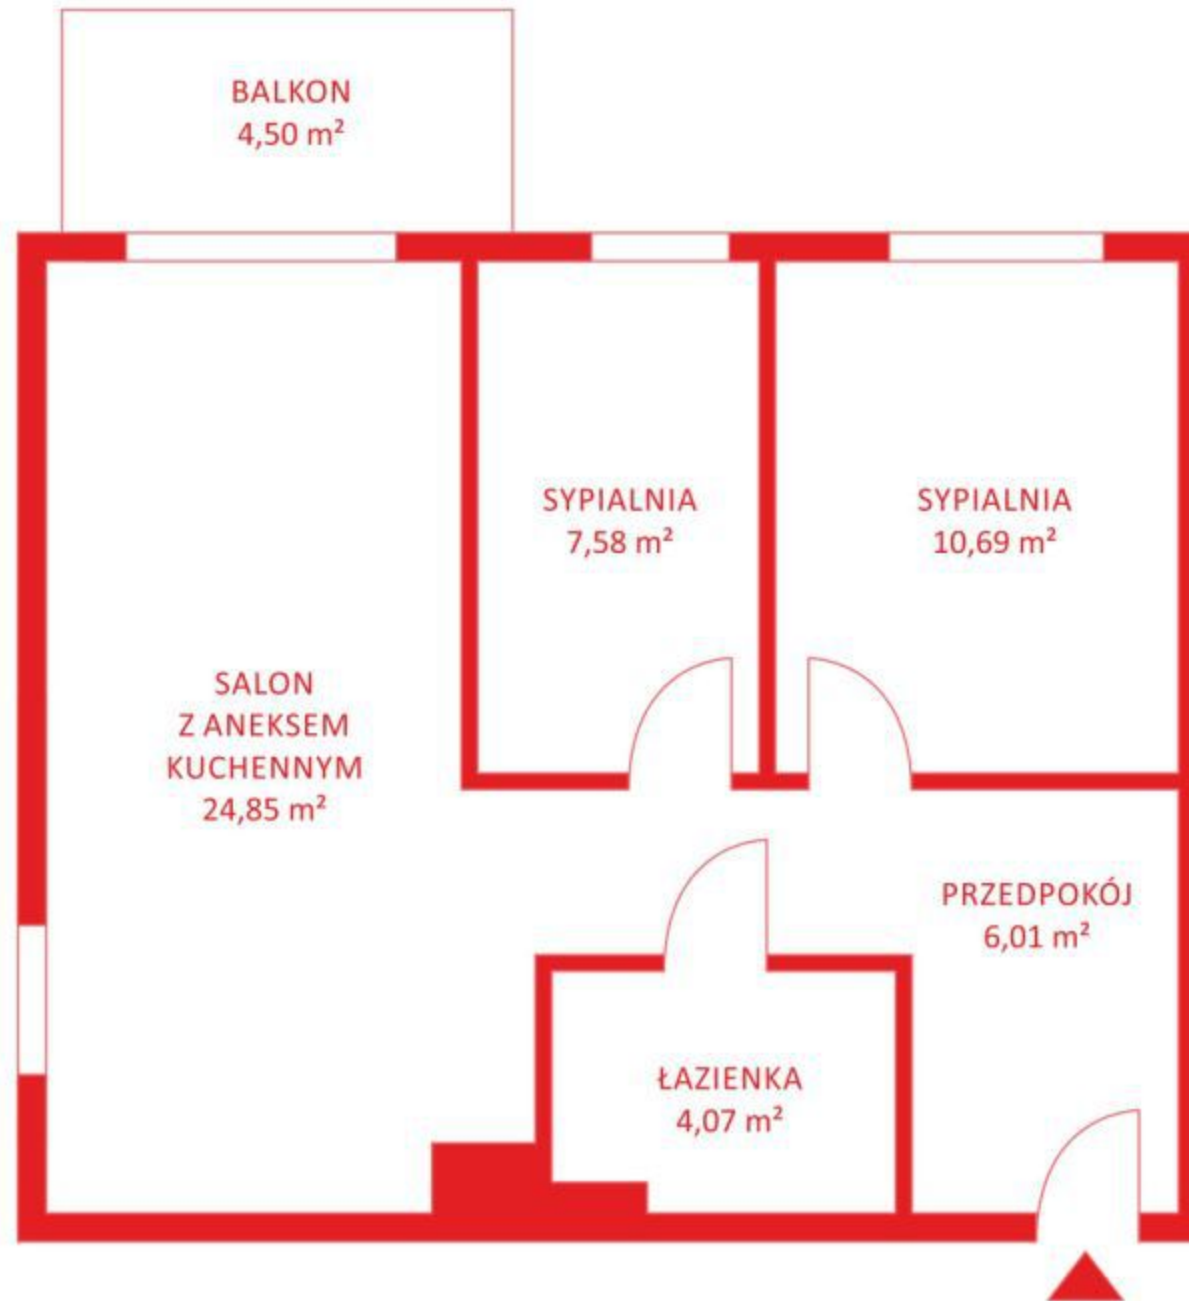 BALKON
4,50 m²
SYPIALNIA
7,58 m²
SYPIALNIA
10,69 m²
SALON
Z ANEKSEM
KUCHENNYM
24,85 m²
PRZEDPOKÓJ
6,01 m²
ŁAZIENKA
4,07 m²